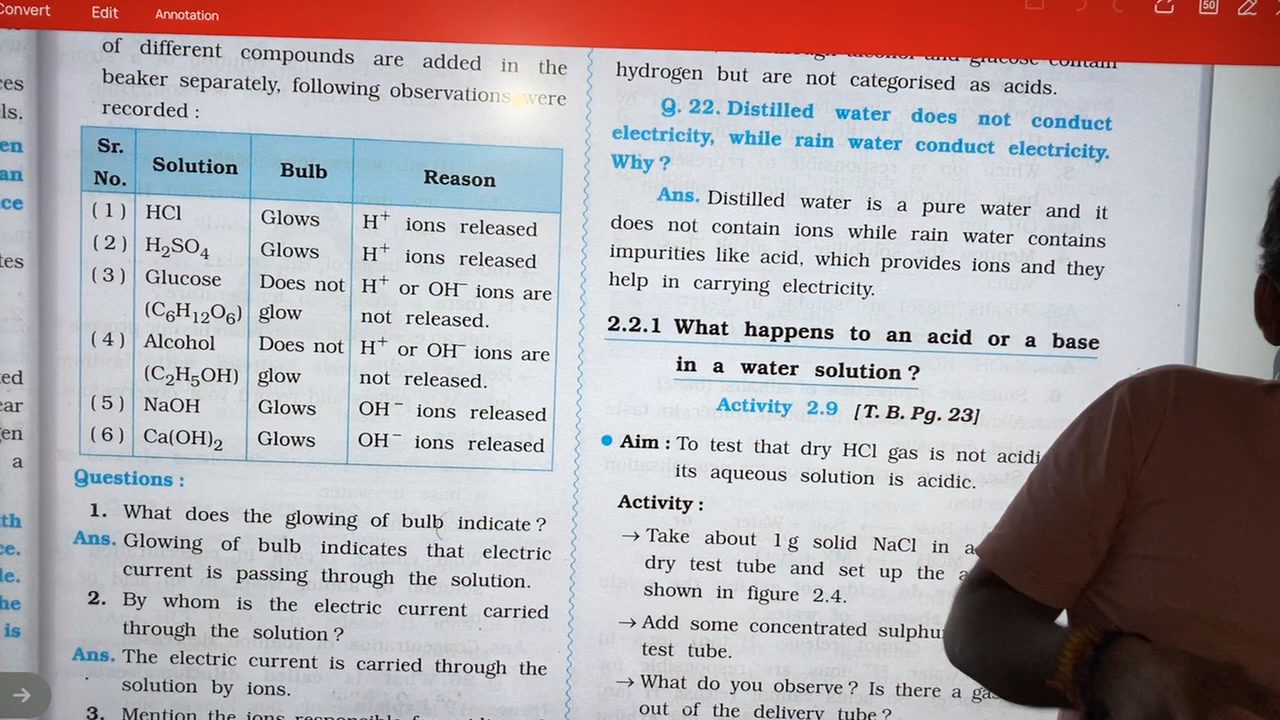 Convert Edit Annotation
50
of different compounds are added in the
beaker separately, following observations were
recorded :
Sr. No. Solution Bulb Reason
( 1 ) HCl Glows H⁺ ions released
( 2 ) H₂SO₄ Glows H⁺ ions released
( 3 ) Glucose Does not H⁺ or OH⁻ ions are
(C₆H₁₂O₆) glow not released.
( 4 ) Alcohol Does not H⁺ or OH⁻ ions are
(C₂H₅OH) glow not released.
( 5 ) NaOH Glows OH⁻ ions released
( 6 ) Ca(OH)₂ Glows OH⁻ ions released
Questions :
1. What does the glowing of bulb indicate ?
Ans. Glowing of bulb indicates that electric
current is passing through the solution.
2. By whom is the electric current carried
through the solution ?
Ans. The electric current is carried through the
solution by ions.
3. Mention the ions
alcohol and glucose contain
hydrogen but are not categorised as acids.
Q. 22. Distilled water does not conduct
electricity, while rain water conduct electricity.
Why ?
Ans. Distilled water is a pure water and it
does not contain ions while rain water contains
impurities like acid, which provides ions and they
help in carrying electricity.
2.2.1 What happens to an acid or a base
in a water solution ?
Activity 2.9 [T. B. Pg. 23]
• Aim : To test that dry HCl gas is not acidi
its aqueous solution is acidic.
Activity :
→ Take about 1 g solid NaCl in a
dry test tube and set up the a
shown in figure 2.4.
→ Add some concentrated sulphu
test tube.
→ What do you observe ? Is there a ga
out of the delivery tube ?